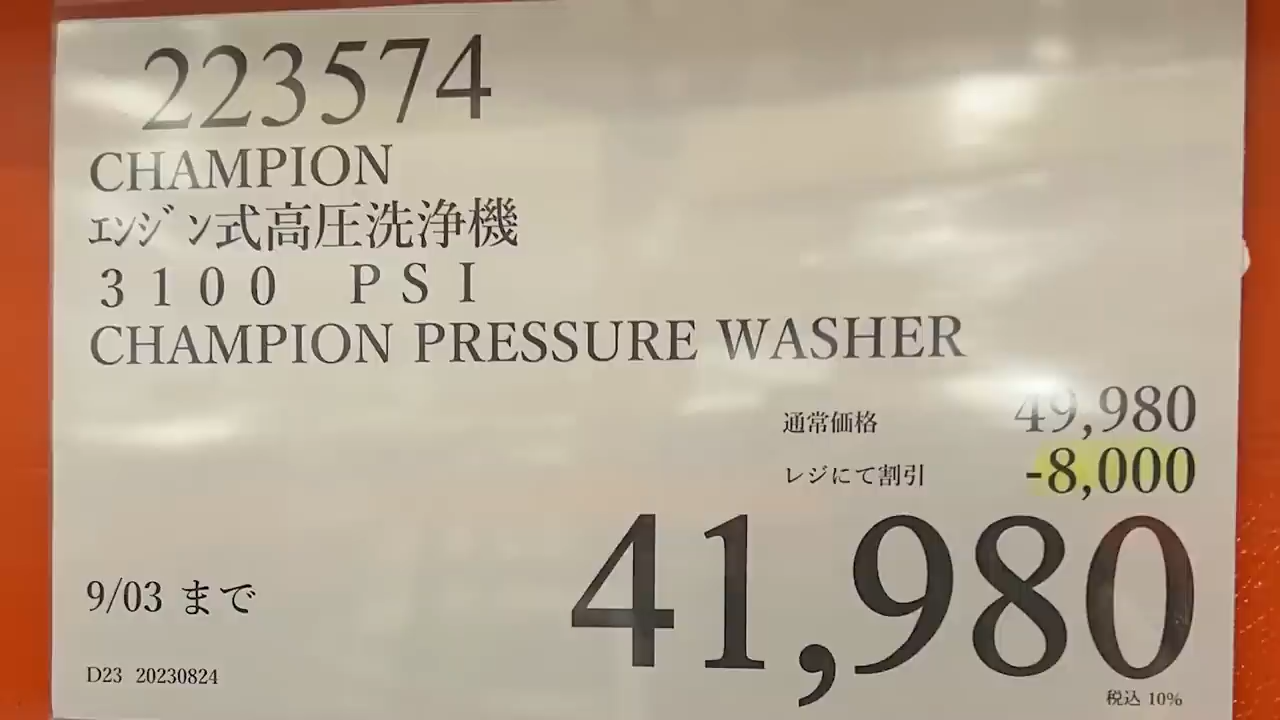 223574
CHAMPION
ｴﾝｼﾞﾝ式高圧洗浄機
３１００　ＰＳＩ
CHAMPION PRESSURE WASHER
通常価格 49,980
レジにて割引 -8,000
41,980
9/03 まで
D23 20230824
税込 10%